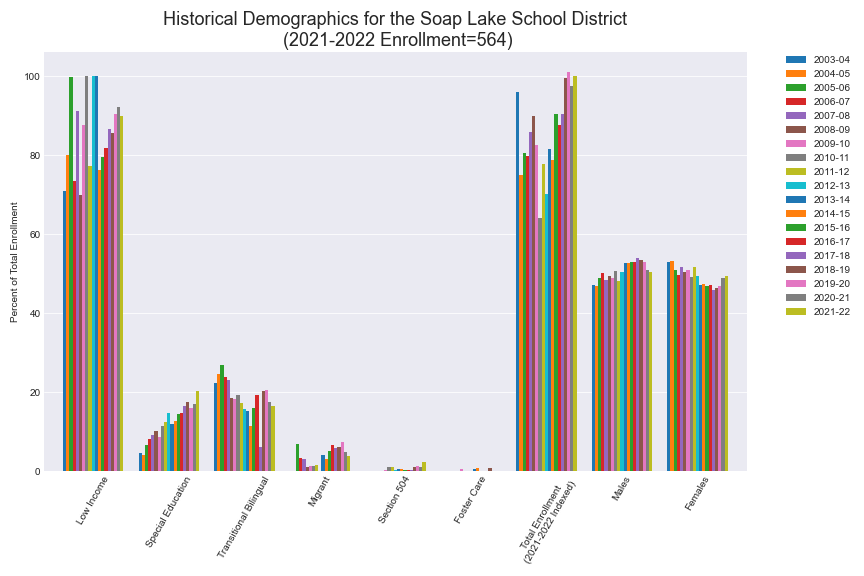 Historical Demographics for the Soap Lake School District
(2021-2022 Enrollment=564)
Percent of Total Enrollment
100
80
60
40
20
0
Low Income
Special Education
Transitional Bilingual
Migrant
Section 504
Foster Care
Total Enrollment
(2021-2022 Indexed)
Males
Females
2003-04
2004-05
2005-06
2006-07
2007-08
2008-09
2009-10
2010-11
2011-12
2012-13
2013-14
2014-15
2015-16
2016-17
2017-18
2018-19
2019-20
2020-21
2021-22